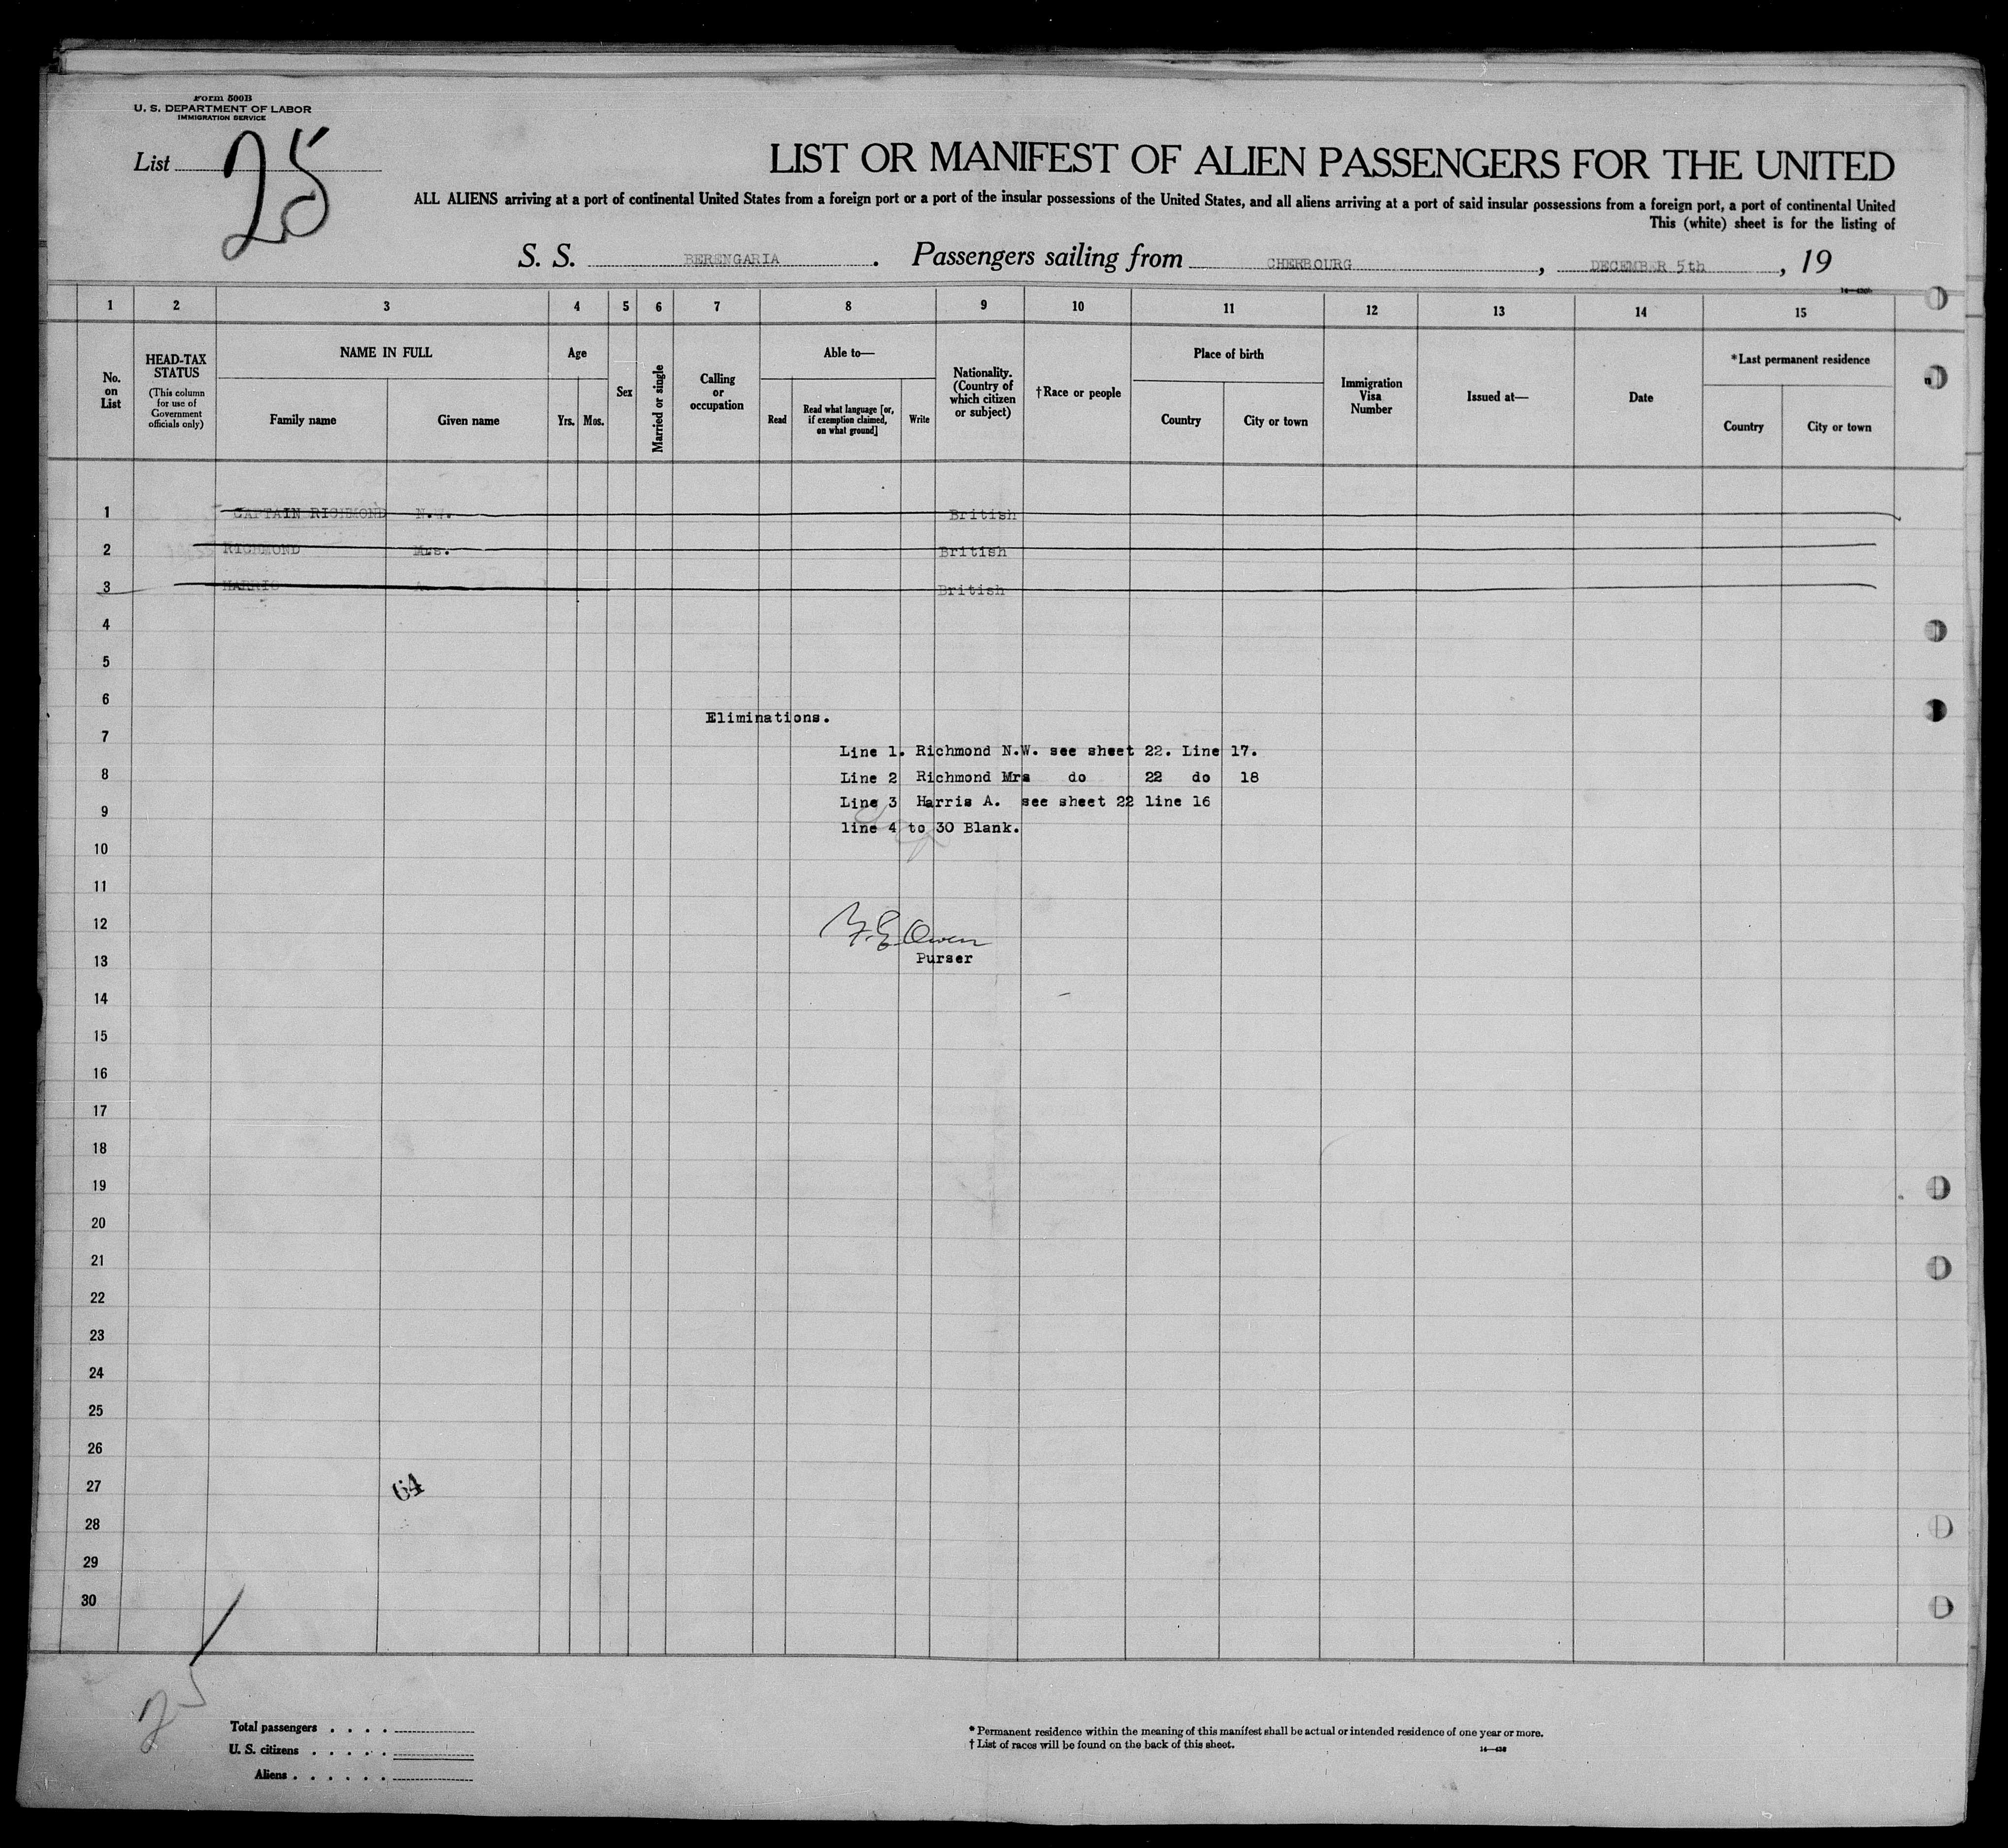 Form 500B
U. S. DEPARTMENT OF LABOR
IMMIGRATION SERVICE
List 25
LIST OR MANIFEST OF ALIEN PASSENGERS FOR THE UNITED
ALL ALIENS arriving at a port of continental United States from a foreign port or a port of the insular possessions of the United States, and all aliens arriving at a port of said insular possessions from a foreign port, a port of continental United
This (white) sheet is for the listing of
S. S. BERENGARIA. Passengers sailing from CHERBOURG, DECEMBER 5th, 19
1 2 3 4 5 6 7 8 9 10 11 12 13 14 15
No. on List
HEAD-TAX STATUS
(This column for use of Government officials only)
NAME IN FULL
Family name
Given name
Age
Yrs. Mos.
Sex
Married or single
Calling or occupation
Able to—
Read
Read what language [or, if exemption claimed, on what ground]
Write
Nationality. (Country of which citizen or subject)
†Race or people
Place of birth
Country
City or town
Immigration Visa Number
Issued at—
Date
*Last permanent residence
Country
City or town
1 CAPTAIN RICHMOND N.W. British
2 RICHMOND Mrs. British
3 HARRIS A. British
4
5
6
Eliminations.
7
Line 1. Richmond N.W. see sheet 22. Line 17.
8
Line 2 Richmond Mrs do 22 do 18
Line 3 Harris A. see sheet 22 line 16
9
line 4 to 30 Blank.
10
11
12
Owen
13
Purser
14
15
16
17
18
19
20
21
22
23
24
25
26
27
64
28
29
30
25
Total passengers . . . .
U. S. citizens . . . . .
Aliens . . . . . .
* Permanent residence within the meaning of this manifest shall be actual or intended residence of one year or more.
† List of races will be found on the back of this sheet.